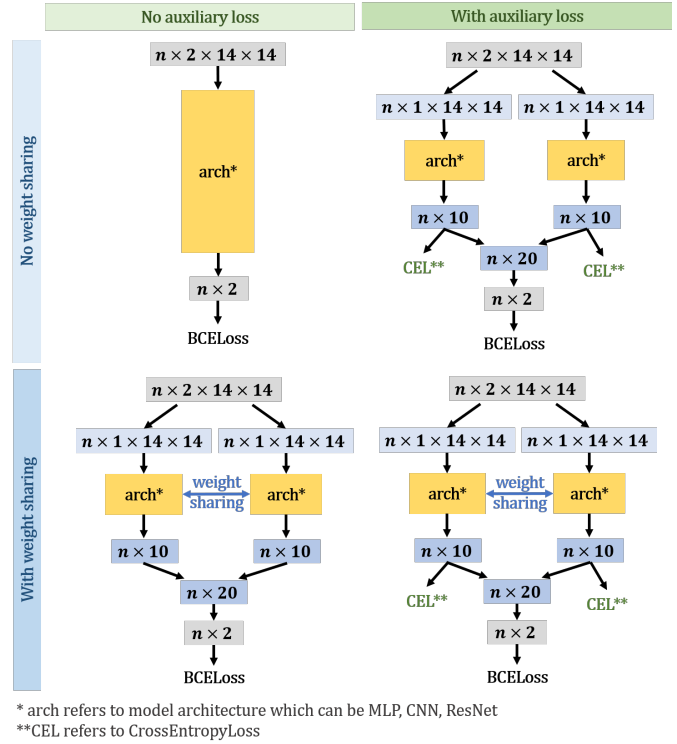 No auxiliary loss
With auxiliary loss
No weight sharing
n × 2 × 14 × 14
arch*
n × 2
BCELoss
n × 2 × 14 × 14
n × 1 × 14 × 14 n × 1 × 14 × 14
arch* arch*
n × 10 n × 10
CEL** n × 20 CEL**
n × 2
BCELoss
With weight sharing
n × 2 × 14 × 14
n × 1 × 14 × 14 n × 1 × 14 × 14
arch* weight sharing arch*
n × 10 n × 10
n × 20
n × 2
BCELoss
n × 2 × 14 × 14
n × 1 × 14 × 14 n × 1 × 14 × 14
arch* weight sharing arch*
n × 10 n × 10
CEL** n × 20 CEL**
n × 2
BCELoss
* arch refers to model architecture which can be MLP, CNN, ResNet
**CEL refers to CrossEntropyLoss